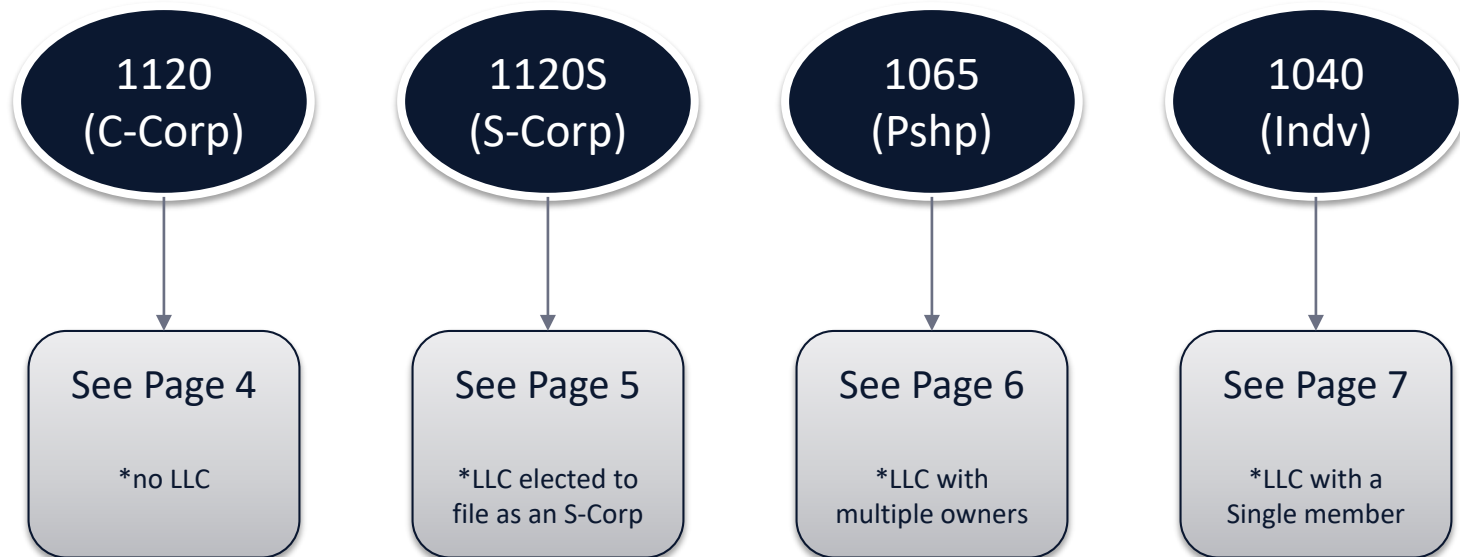 1120
(C-Corp)
1120S
(S-Corp)
1065
(Pshp)
1040
(Indv)
See Page 4
*no LLC
See Page 5
*LLC elected to
file as an S-Corp
See Page 6
*LLC with
multiple owners
See Page 7
*LLC with a
Single member